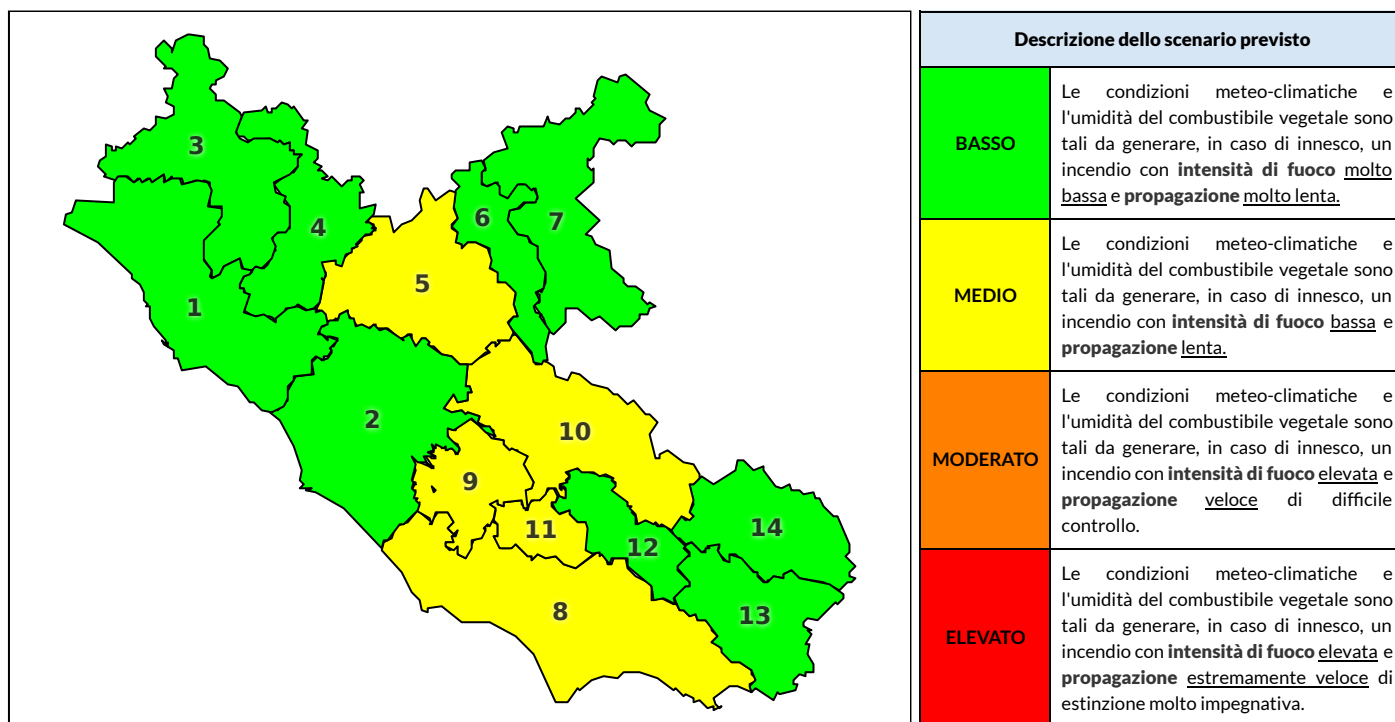 3
4
6
7
5
1
2
10
9
11
12
14
8
13
Descrizione dello scenario previsto
BASSO
Le condizioni meteo-climatiche e
l'umidità del combustibile vegetale sono
tali da generare, in caso di innesco, un
incendio con intensità di fuoco molto
bassa e propagazione molto lenta.
MEDIO
Le condizioni meteo-climatiche e
l'umidità del combustibile vegetale sono
tali da generare, in caso di innesco, un
incendio con intensità di fuoco bassa e
propagazione lenta.
MODERATO
Le condizioni meteo-climatiche e
l'umidità del combustibile vegetale sono
tali da generare, in caso di innesco, un
incendio con intensità di fuoco elevata e
propagazione veloce di difficile
controllo.
ELEVATO
Le condizioni meteo-climatiche e
l'umidità del combustibile vegetale sono
tali da generare, in caso di innesco, un
incendio con intensità di fuoco elevata e
propagazione estremamente veloce di
estinzione molto impegnativa.